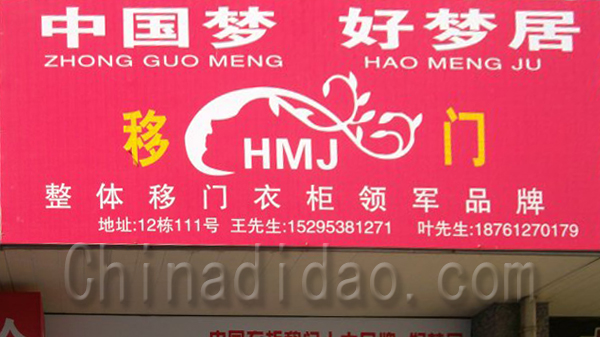 中国梦 好梦居
ZHONG GUO MENG HAO MENG JU
移 HMJ 门
整体移门衣柜领军品牌
地址:12栋111号 王先生:15295381271 叶先生:18761270179
Chinadidao.com